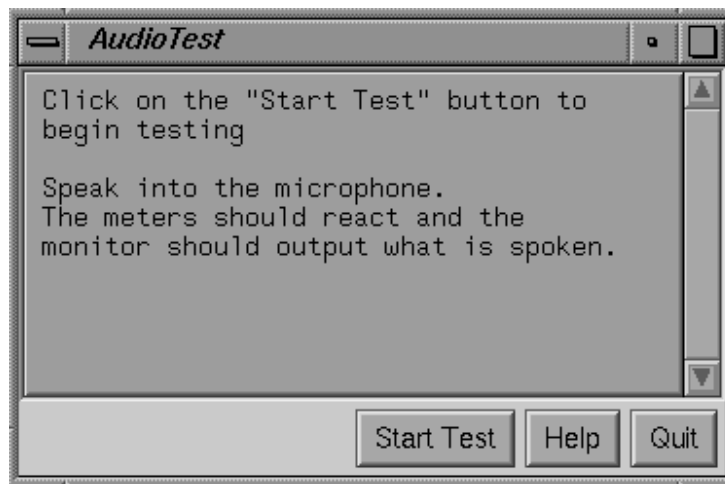 AudioTest
Click on the "Start Test" button to
begin testing
Speak into the microphone.
The meters should react and the
monitor should output what is spoken.
Start Test Help Quit